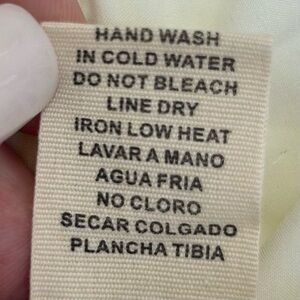 HAND WASH
IN COLD WATER
DO NOT BLEACH
LINE DRY
IRON LOW HEAT
LAVAR A MANO
AGUA FRIA
NO CLORO
SECAR COLGADO
PLANCHA TIBIA